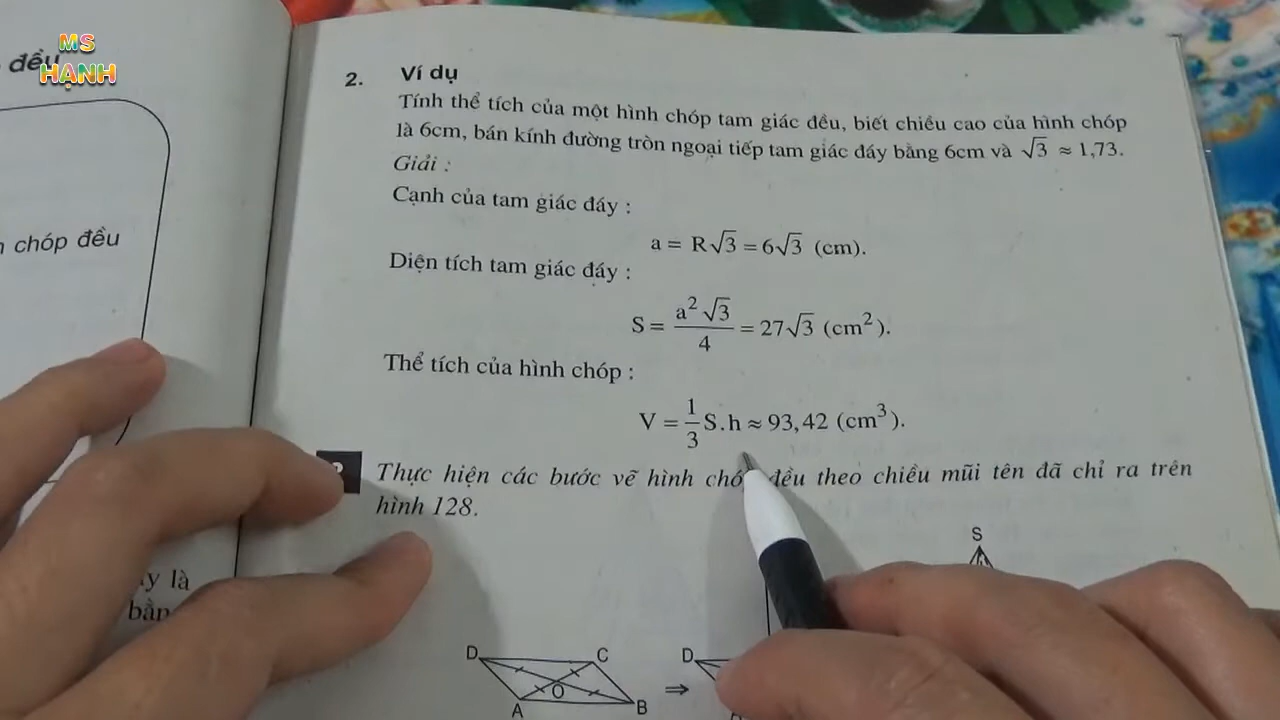 MS
HẠNH
đều
chóp đều
là
2. Ví dụ
Tính thể tích của một hình chóp tam giác đều, biết chiều cao của hình chóp
là 6cm, bán kính đường tròn ngoại tiếp tam giác đáy bằng 6cm và √3 ≈ 1,73.
Giải :
Cạnh của tam giác đáy :
a = R√3 = 6√3 (cm).
Diện tích tam giác đáy :
S = a²√3/4 = 27√3 (cm²).
Thể tích của hình chóp :
V = 1/3 S.h ≈ 93,42 (cm³).
Thực hiện các bước vẽ hình đều theo chiều mũi tên đã chỉ ra trên
hình 128.
S
D C D
O
A B